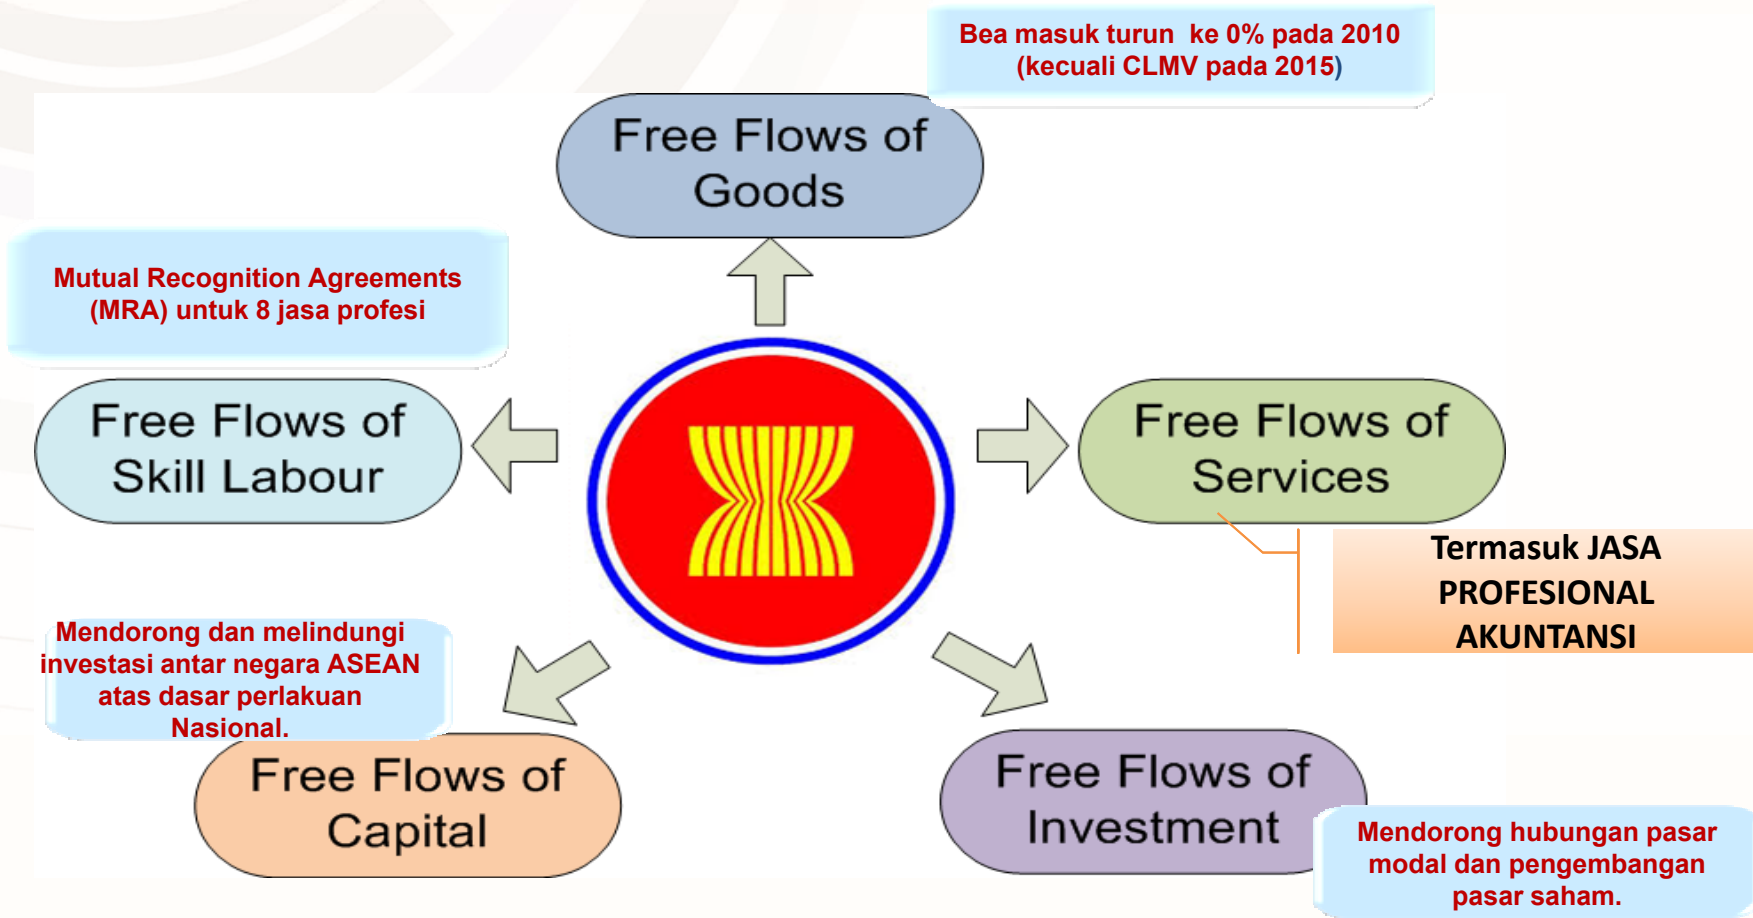 Bea masuk turun  ke 0% pada 2010
(kecuali CLMV pada 2015)
Free Flows of
Goods
Mutual Recognition Agreements
(MRA) untuk 8 jasa profesi
Free Flows of
Skill Labour
Free Flows of
Services
Termasuk JASA
PROFESIONAL
AKUNTANSI
Mendorong dan melindungi
investasi antar negara ASEAN
atas dasar perlakuan
Nasional.
Free Flows of
Capital
Free Flows of
Investment
Mendorong hubungan pasar
modal dan pengembangan
pasar saham.